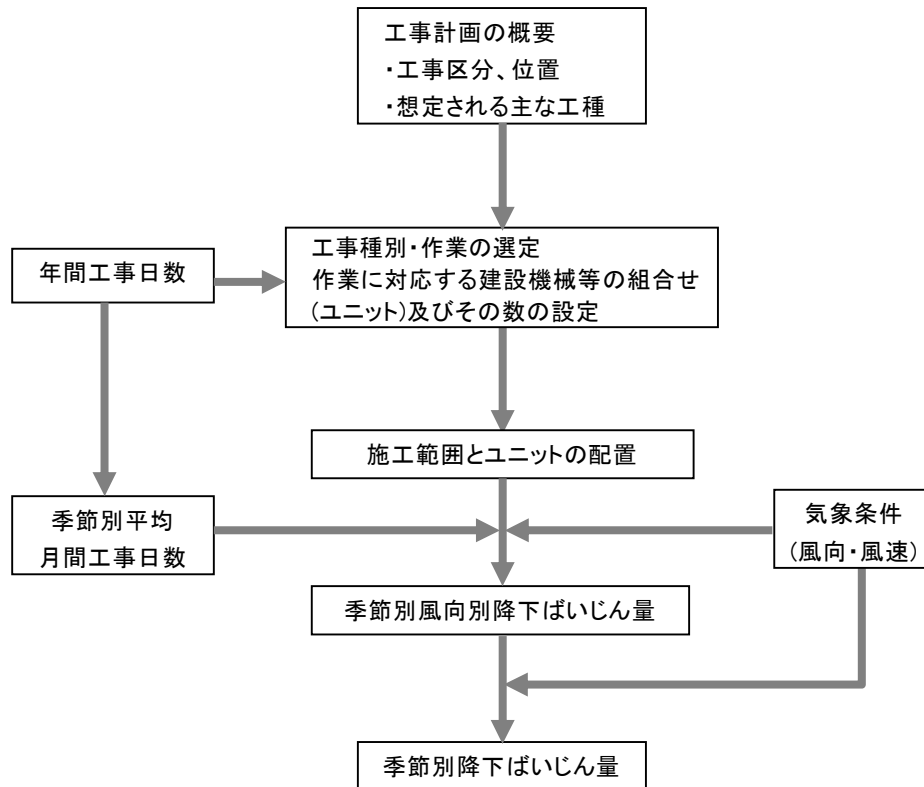 工事計画の概要
・工事区分、位置
・想定される主な工種
年間工事日数
工事種別・作業の選定
作業に対応する建設機械等の組合せ
(ユニット)及びその数の設定
施工範囲とユニットの配置
季節別平均
月間工事日数
気象条件
(風向・風速)
季節別風向別降下ばいじん量
季節別降下ばいじん量